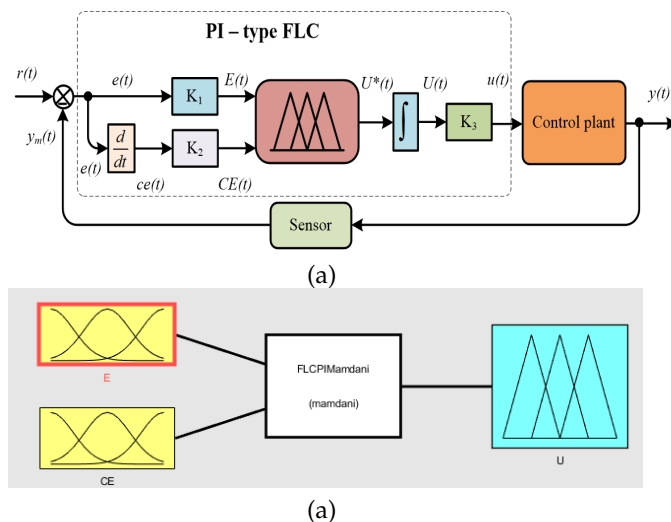 PI – type FLC
r(t) e(t) K₁ E(t) U*(t) U(t) u(t) y(t)
∫ K₃ Control plant
yₘ(t) e(t) d/dt K₂
ce(t) CE(t)
Sensor
(a)
E
FLCPIMamdani
(mamdani)
CE
U
(a)